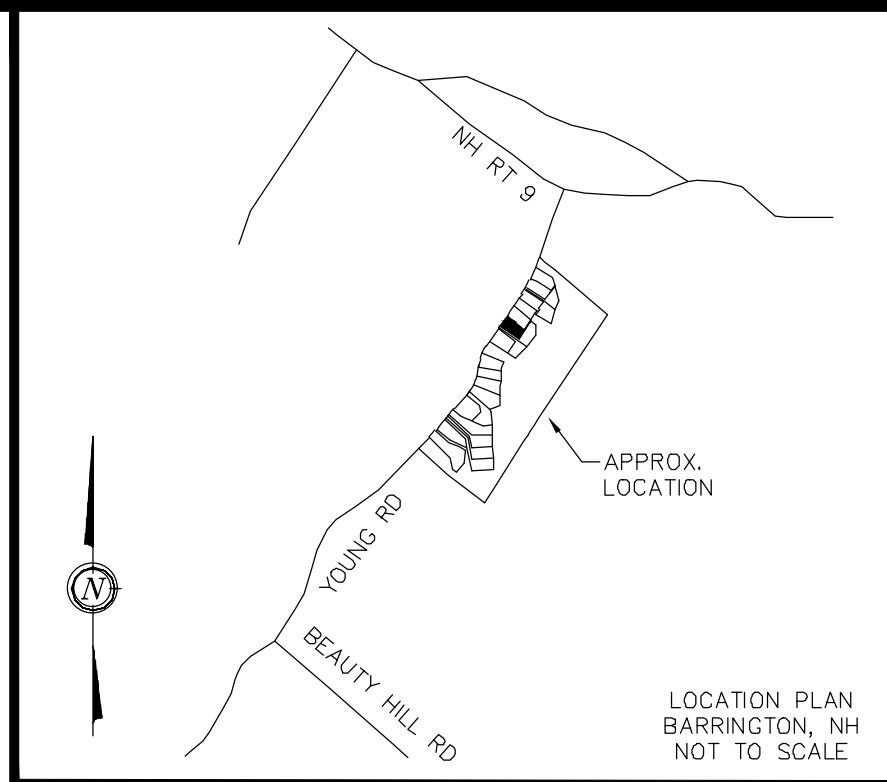 NH RT 9
APPROX.
LOCATION
YOUNG RD
N
BEAUTY HILL RD
LOCATION PLAN
BARRINGTON, NH
NOT TO SCALE